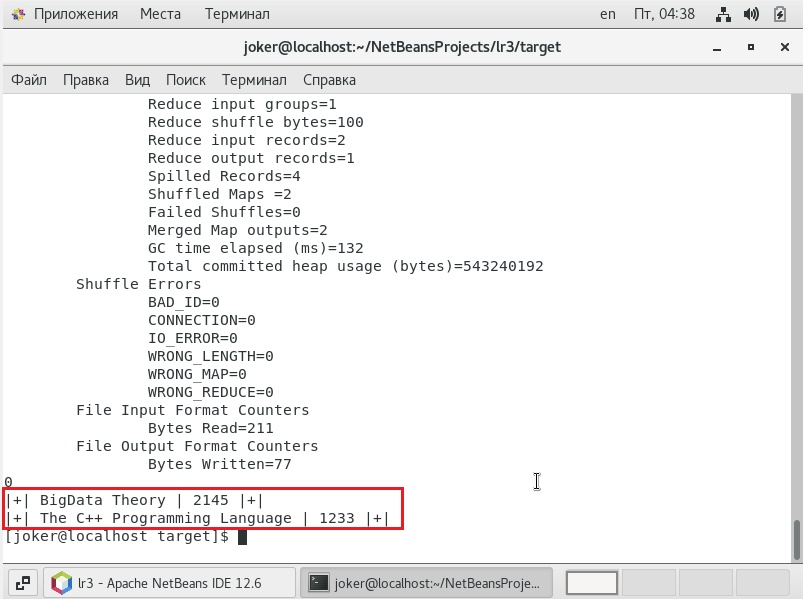 Приложения Места Терминал en Пт, 04:38
joker@localhost:~/NetBeansProjects/lr3/target
Файл Правка Вид Поиск Терминал Справка
Reduce input groups=1
Reduce shuffle bytes=100
Reduce input records=2
Reduce output records=1
Spilled Records=4
Shuffled Maps =2
Failed Shuffles=0
Merged Map outputs=2
GC time elapsed (ms)=132
Total committed heap usage (bytes)=543240192
Shuffle Errors
BAD_ID=0
CONNECTION=0
IO_ERROR=0
WRONG_LENGTH=0
WRONG_MAP=0
WRONG_REDUCE=0
File Input Format Counters
Bytes Read=211
File Output Format Counters
Bytes Written=77
0
|+| BigData Theory | 2145 |+|
|+| The C++ Programming Language | 1233 |+|
[joker@localhost target]$
lr3 - Apache NetBeans IDE 12.6 joker@localhost:~/NetBeansProje...